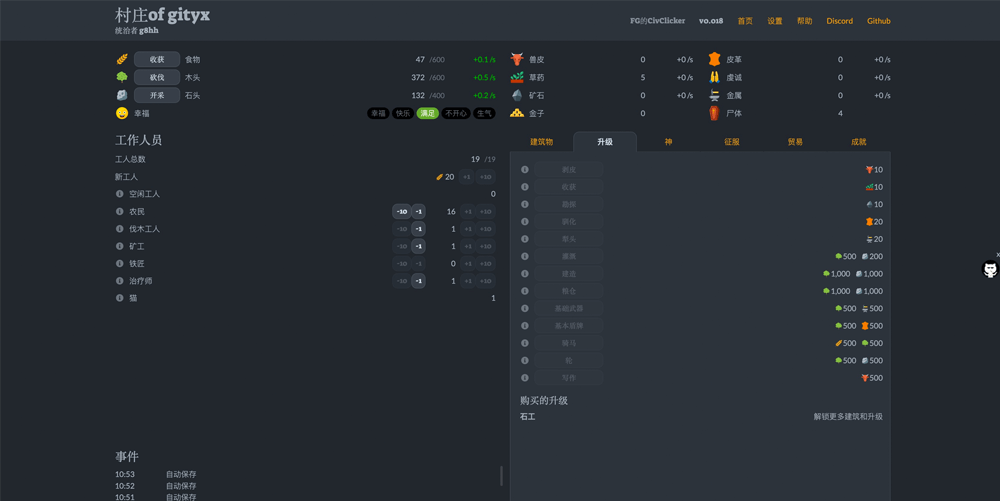 村庄of gityx
统治者 g8hh
FG的CivClicker v0.018 首页 设置 帮助 Discord Github
收获 食物 47 /600 +0.1 /s
砍伐 木头 372 /600 +0.5 /s
开采 石头 132 /400 +0.2 /s
幸福 幸福 快乐 满足 不开心 生气
兽皮 0 +0 /s 皮革 0 +0 /s
草药 5 +0 /s 虔诚 0 +0 /s
矿石 0 +0 /s 金属 0 +0 /s
金子 0 尸体 4
工作人员
工人总数 19 /19
新工人 20 +1 +10
空闲工人 0
农民 -10 -1 16 +1 +10
伐木工人 -10 -1 1 +1 +10
矿工 -10 -1 1 +1 +10
铁匠 -10 -1 0 +1 +10
治疗师 -10 -1 1 +1 +10
猫 1
事件
10:53 自动保存
10:52 自动保存
10:51 自动保存
建筑物 升级 神 征服 贸易 成就
剥皮 10
收获 10
勘探 10
驯化 20
犁头 20
500 200
1,000 1,000
粮仓 1,000 1,000
基础武器 500 500
基本盾牌 500 500
骑马 500 500
轮 500 500
写作 500
购买的升级
石工 解锁更多建筑和升级
x